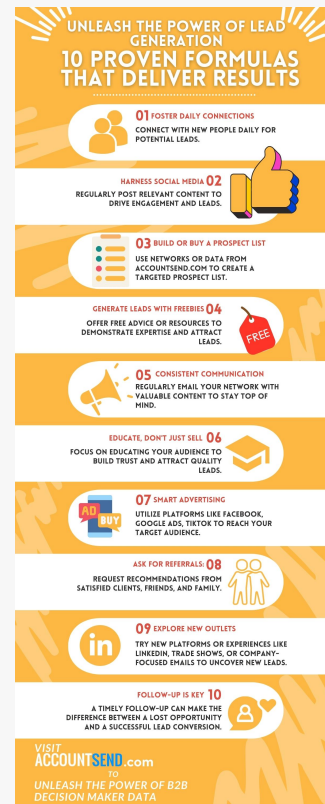 UNLEASH THE POWER OF LEAD
GENERATION
10 PROVEN FORMULAS
THAT DELIVER RESULTS
01 FOSTER DAILY CONNECTIONS
CONNECT WITH NEW PEOPLE DAILY FOR
POTENTIAL LEADS.
HARNESS SOCIAL MEDIA 02
REGULARLY POST RELEVANT CONTENT TO
DRIVE ENGAGEMENT AND LEADS.
03 BUILD OR BUY A PROSPECT LIST
USE NETWORKS OR DATA FROM
ACCOUNTSEND.COM TO CREATE A
TARGETED PROSPECT LIST.
GENERATE LEADS WITH FREEBIES 04
OFFER FREE ADVICE OR RESOURCES TO
DEMONSTRATE EXPERTISE AND ATTRACT
LEADS.
FREE
05 CONSISTENT COMMUNICATION
REGULARLY EMAIL YOUR NETWORK WITH
VALUABLE CONTENT TO STAY TOP OF
MIND.
EDUCATE, DON'T JUST SELL 06
FOCUS ON EDUCATING YOUR AUDIENCE TO
BUILD TRUST AND ATTRACT QUALITY
LEADS.
AD
BUY
07 SMART ADVERTISING
UTILIZE PLATFORMS LIKE FACEBOOK,
GOOGLE ADS, TIKTOK TO REACH YOUR
TARGET AUDIENCE.
ASK FOR REFERRALS: 08
REQUEST RECOMMENDATIONS FROM
SATISFIED CLIENTS, FRIENDS, AND FAMILY.
in
09 EXPLORE NEW OUTLETS
TRY NEW PLATFORMS OR EXPERIENCES LIKE
LINKEDIN, TRADE SHOWS, OR COMPANY-
FOCUSED EMAILS TO UNCOVER NEW LEADS.
FOLLOW-UP IS KEY 10
A TIMELY FOLLOW-UP CAN MAKE THE
DIFFERENCE BETWEEN A LOST OPPORTUNITY
AND A SUCCESSFUL LEAD CONVERSION.
VISIT
ACCOUNTSEND.com
TO
UNLEASH THE POWER OF B2B
DECISION MAKER DATA